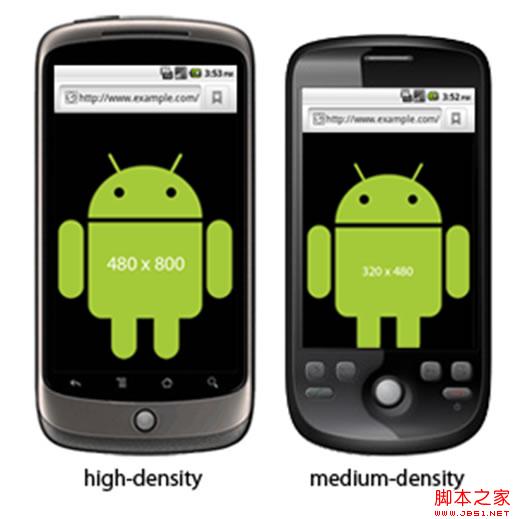 3:53 PM
http://www.example.com/
480 x 800
high-density
3:52 PM
http://www.example.com/
320 x 480
medium-density
脚本之家
www.JB51.NET